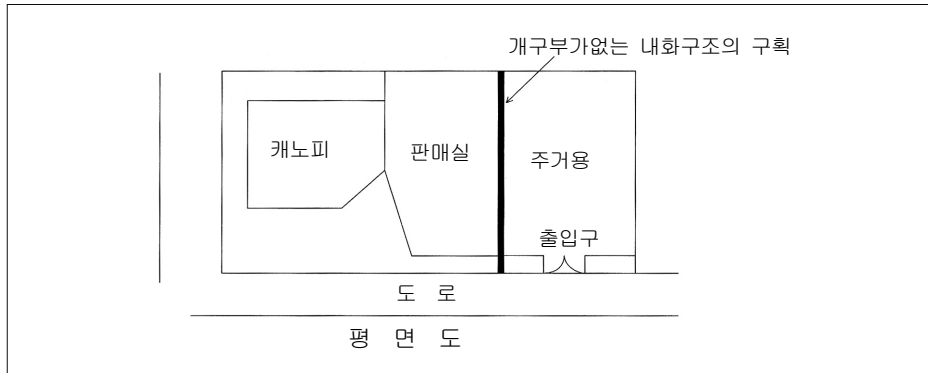 개구부가없는 내화구조의 구획
캐노피
판매실
주거용
출입구
도 로
평 면 도